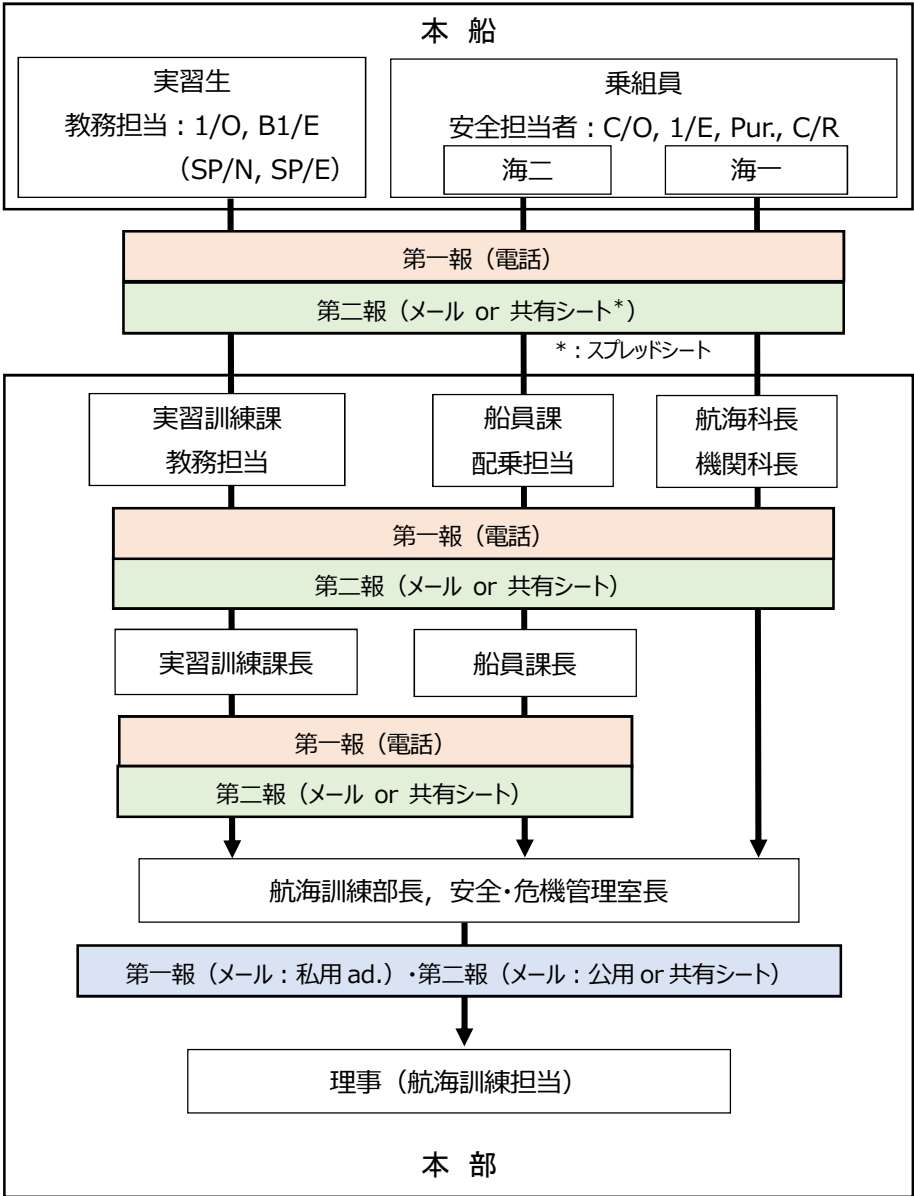 本 船
実習生
教務担当：1/O, B1/E
（SP/N, SP/E）
乗組員
安全担当者：C/O, 1/E, Pur., C/R
海二
海一
第一報（電話）
第二報（メール or 共有シート*）
*：スプレッドシート
実習訓練課
教務担当
船員課
配乗担当
航海科長
機関科長
第一報（電話）
第二報（メール or 共有シート）
実習訓練課長
船員課長
第一報（電話）
第二報（メール or 共有シート）
航海訓練部長，安全・危機管理室長
第一報（メール：私用 ad.）・第二報（メール：公用 or 共有シート）
理事（航海訓練担当）
本 部